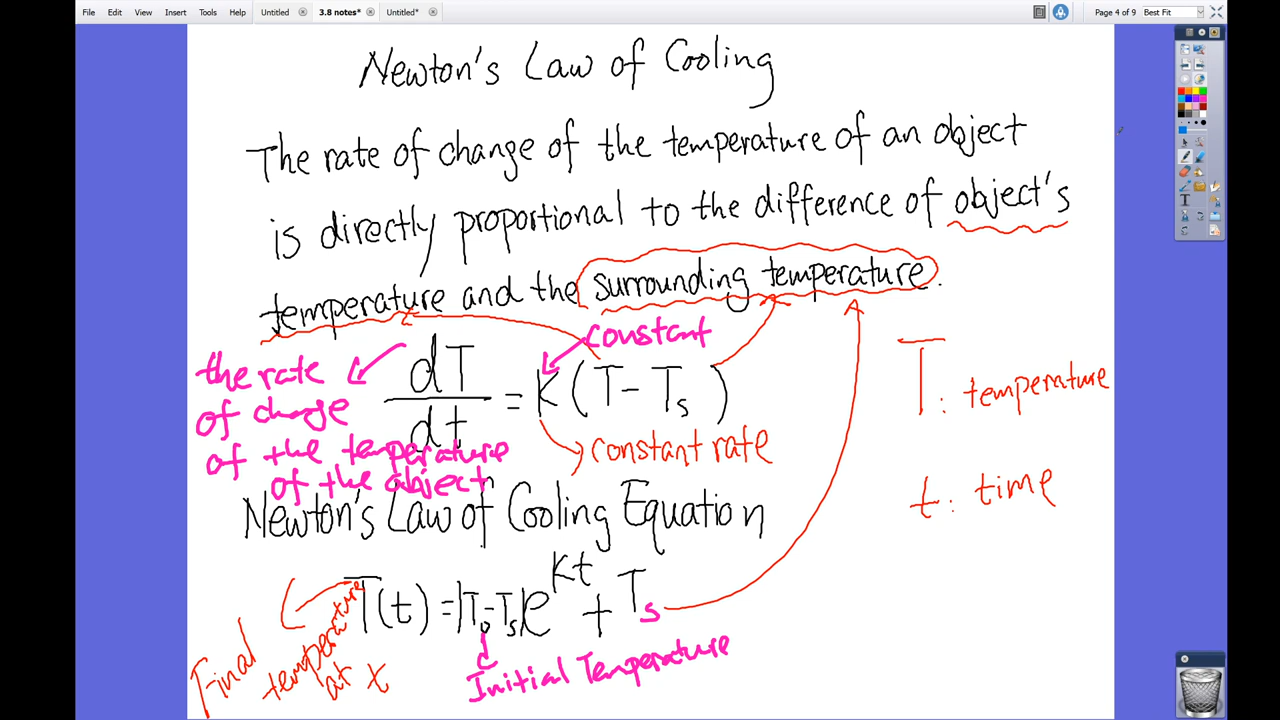 File Edit View Insert Tools Help Untitled 3.8 notes* Untitled* Page 4 of 9 Best Fit
Newton's Law of Cooling
The rate of change of the temperature of an object
is directly proportional to the difference of object's
temperature and the surrounding temperature.
constant
the rate
of change
of the temperature
of the object
dT/dt = K(T-Ts)
constant rate
T: temperature
t: time
Newton's Law of Cooling Equation
T(t) = |T₀-Ts|e^Kt + Ts
Final
temperature
at t
Initial Temperature